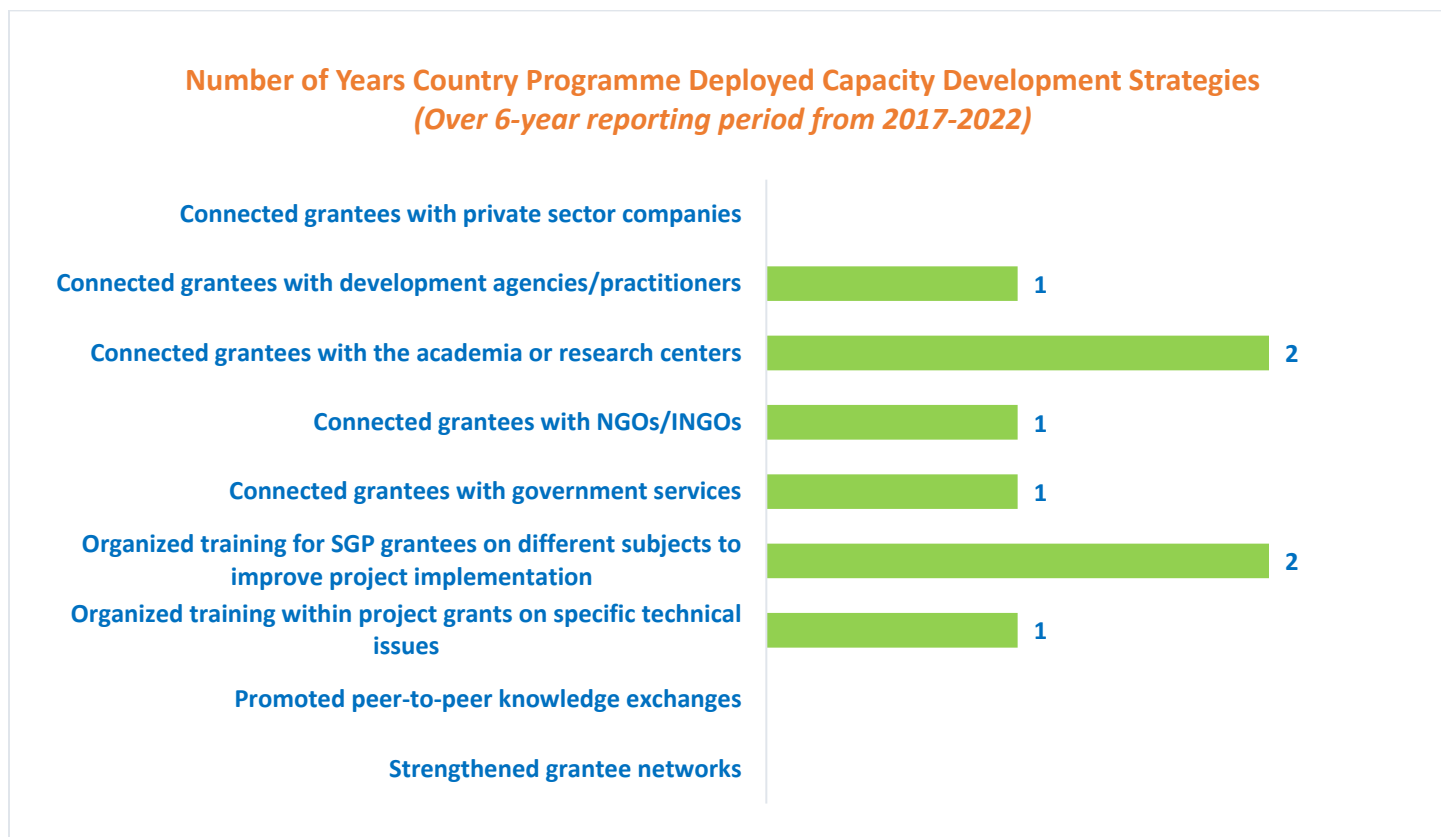 Number of Years Country Programme Deployed Capacity Development Strategies
(Over 6-year reporting period from 2017-2022)
Connected grantees with private sector companies
Connected grantees with development agencies/practitioners
1
Connected grantees with the academia or research centers
2
Connected grantees with NGOs/INGOs
1
Connected grantees with government services
1
Organized training for SGP grantees on different subjects to
improve project implementation
2
Organized training within project grants on specific technical
issues
1
Promoted peer-to-peer knowledge exchanges
Strengthened grantee networks